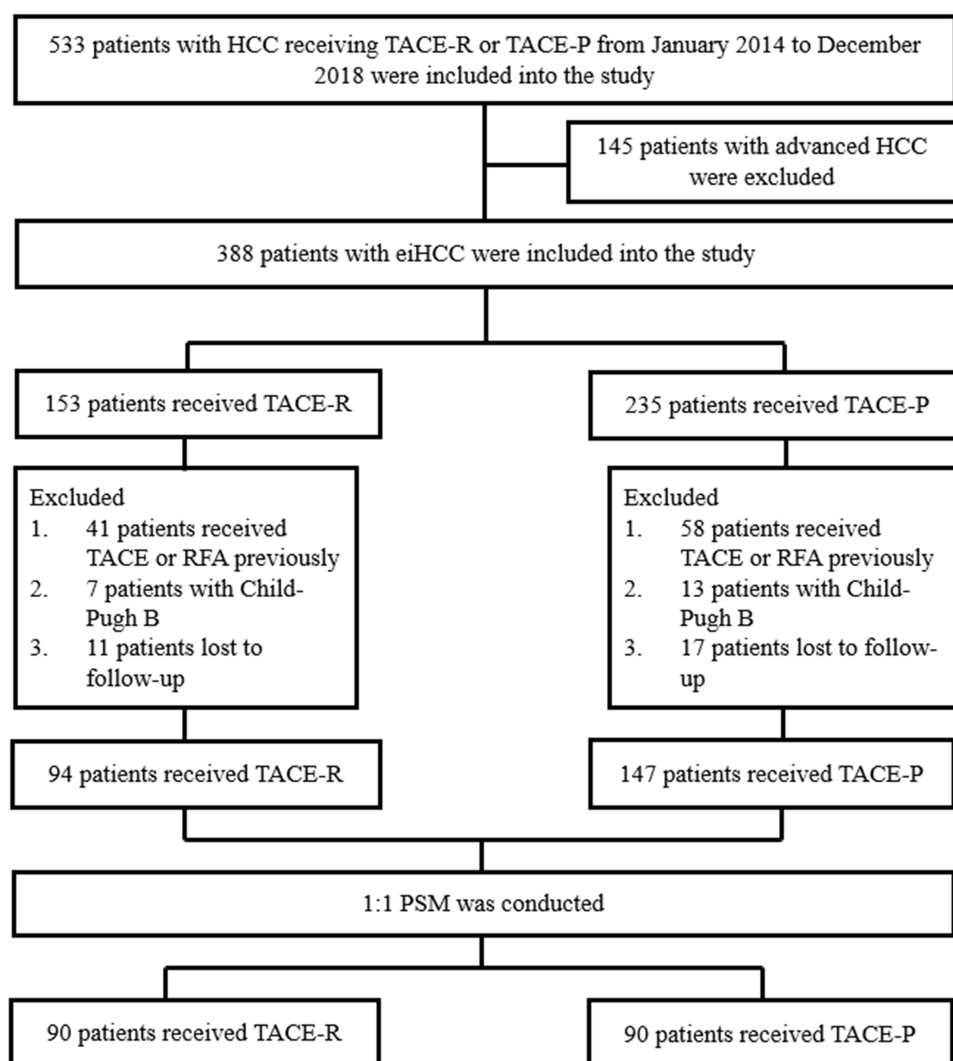 533 patients with HCC receiving TACE-R or TACE-P from January 2014 to December
2018 were included into the study
145 patients with advanced HCC
were excluded
388 patients with eiHCC were included into the study
153 patients received TACE-R
235 patients received TACE-P
Excluded
1. 41 patients received
TACE or RFA previously
2. 7 patients with Child-
Pugh B
3. 11 patients lost to
follow-up
Excluded
1. 58 patients received
TACE or RFA previously
2. 13 patients with Child-
Pugh B
3. 17 patients lost to follow-
up
94 patients received TACE-R
147 patients received TACE-P
1:1 PSM was conducted
90 patients received TACE-R
90 patients received TACE-P